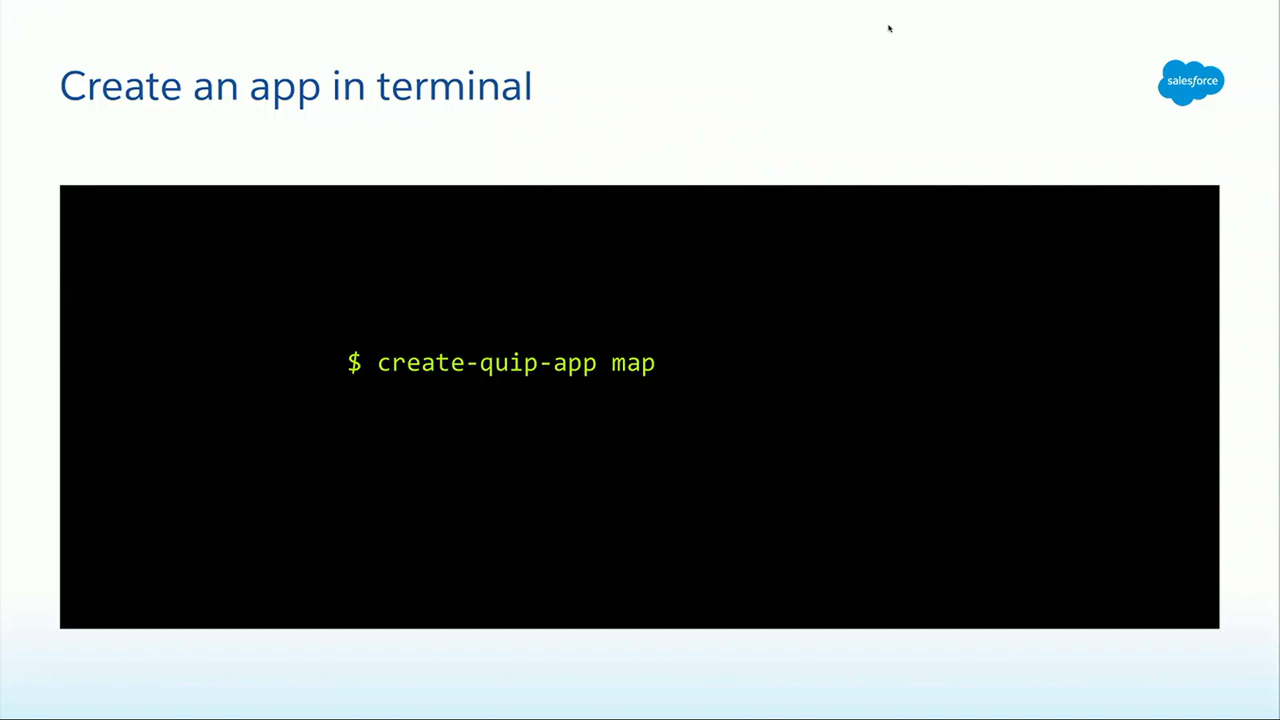 Create an app in terminal
salesforce
$ create-quip-app map